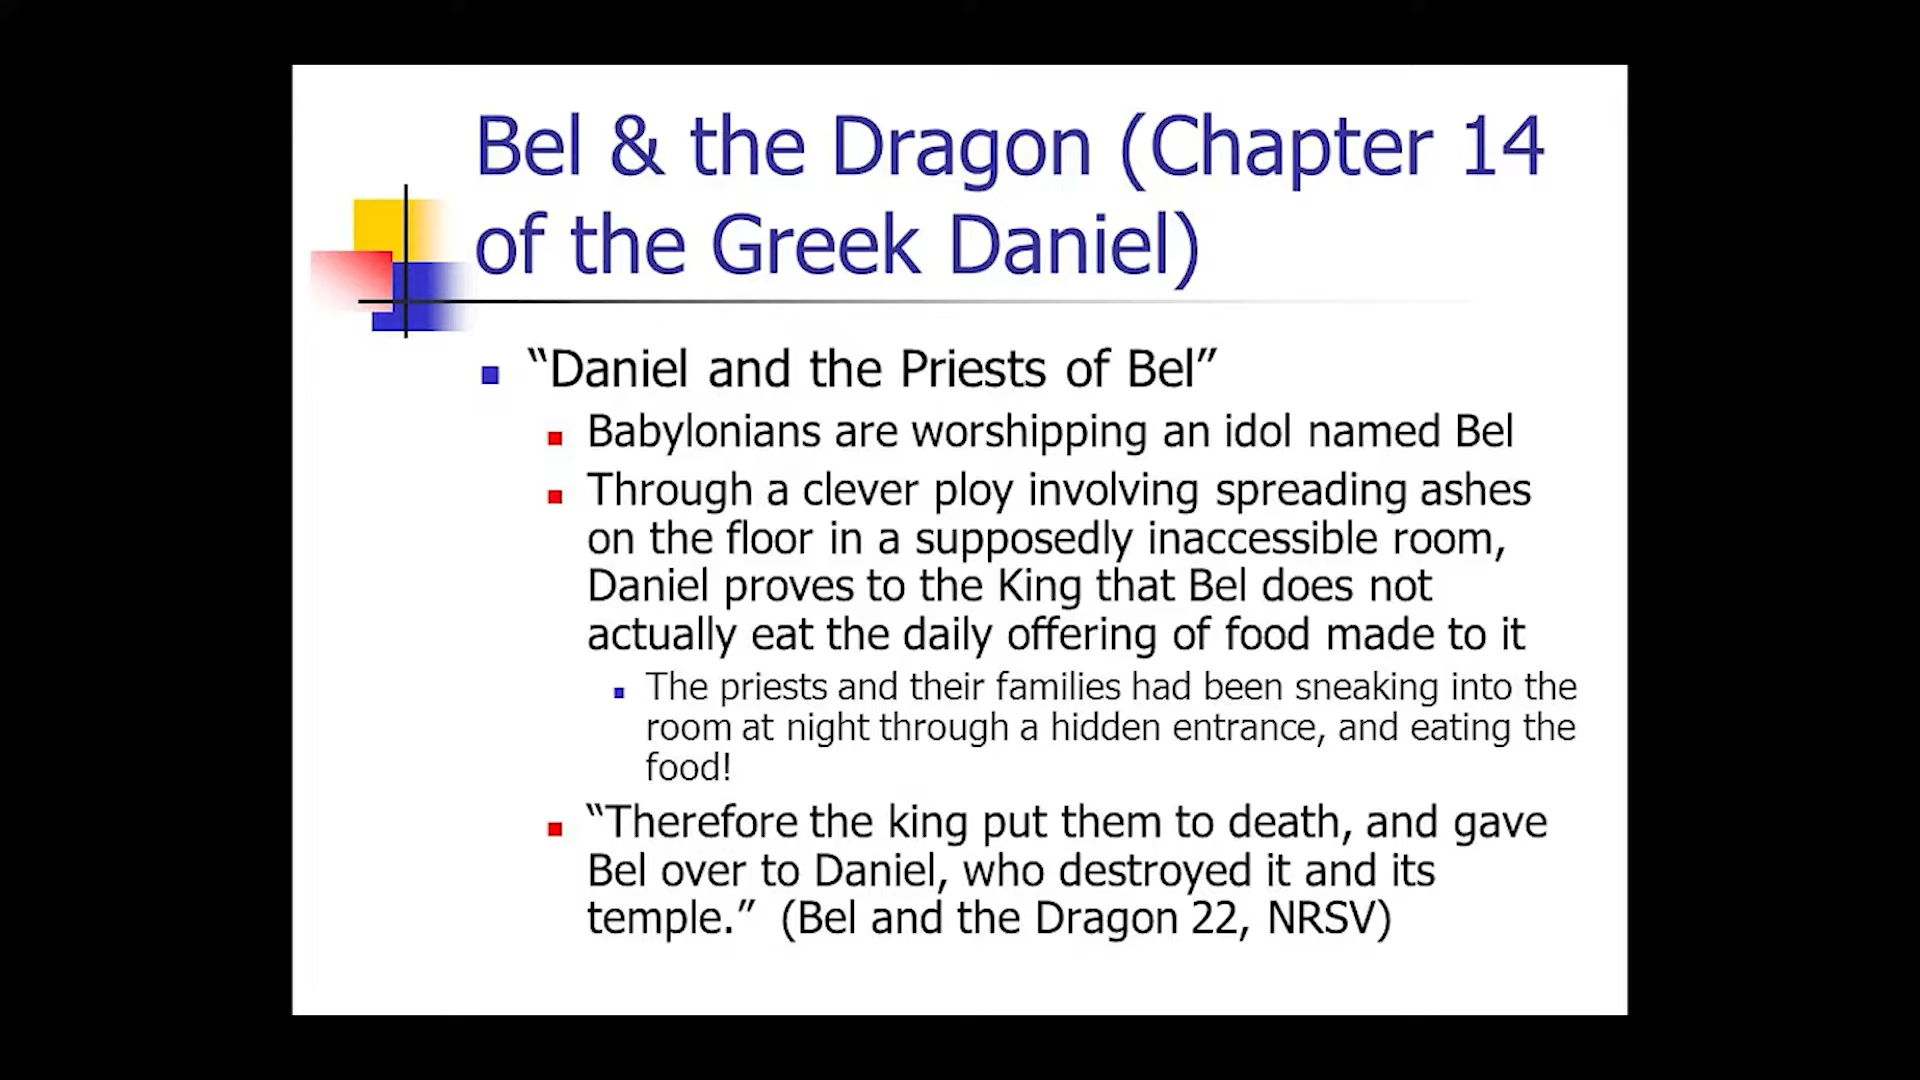 Bel & the Dragon (Chapter 14
of the Greek Daniel)
“Daniel and the Priests of Bel”
Babylonians are worshipping an idol named Bel
Through a clever ploy involving spreading ashes
on the floor in a supposedly inaccessible room,
Daniel proves to the King that Bel does not
actually eat the daily offering of food made to it
The priests and their families had been sneaking into the
room at night through a hidden entrance, and eating the
food!
“Therefore the king put them to death, and gave
Bel over to Daniel, who destroyed it and its
temple.” (Bel and the Dragon 22, NRSV)